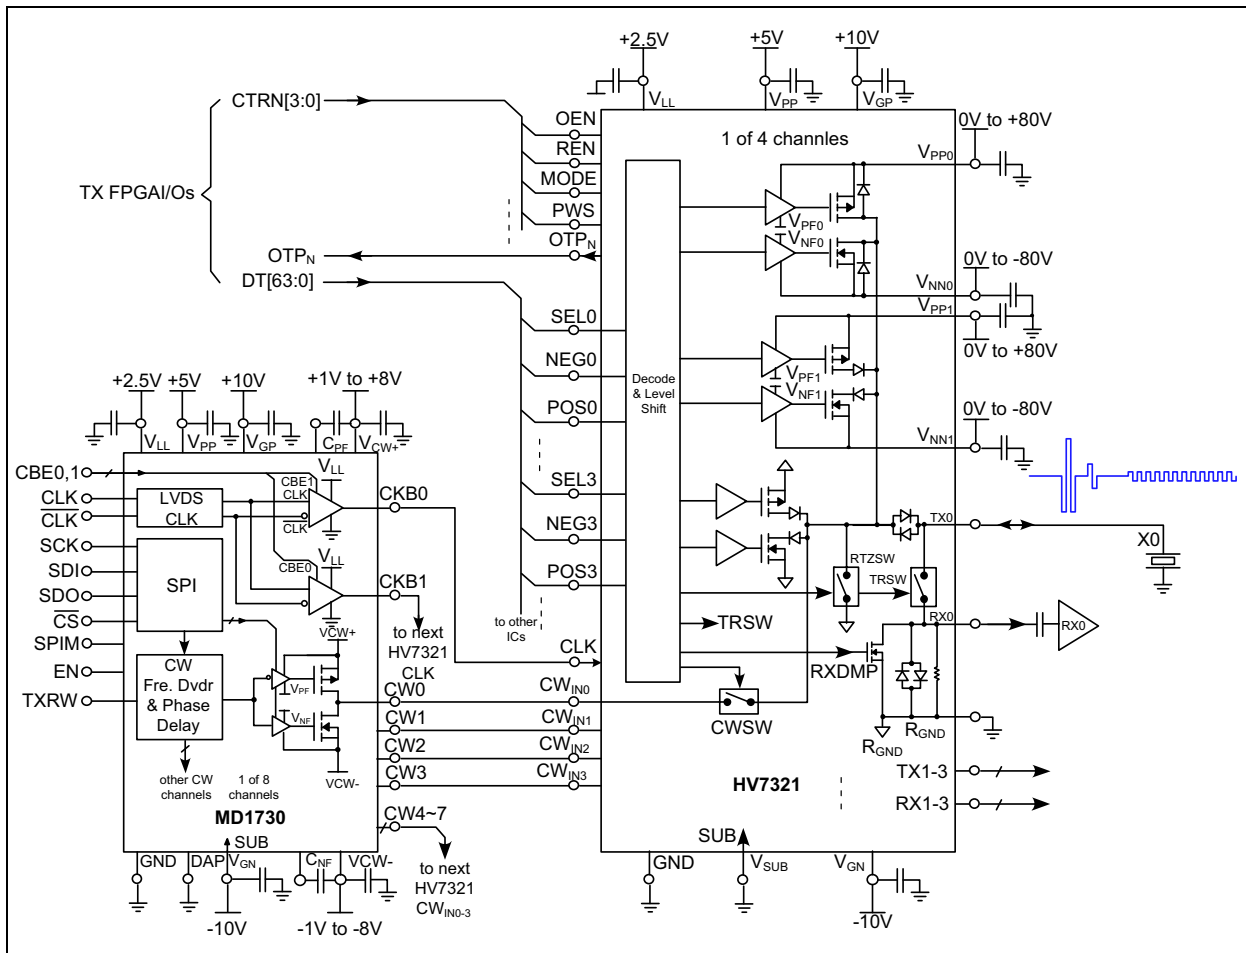 +2.5V
+5V
+10V
CTRN[3:0]
VLL
VPP
VGP
OEN
1 of 4 channles
0V to +80V
REN
VPP0
MODE
TX FPGAI/Os
PWS
VPF0
OTPN
VNF0
OTPN
0V to -80V
DT[63:0]
VNN0
VPP1
SEL0
0V to +80V
NEG0
Decode
& Level
Shift
VPF1
VNF1
POS0
0V to -80V
VNN1
+2.5V
+5V
+10V
+1V to +8V
VLL
VPP
VGP
CPF
VCW+
CBE0,1
VLL
CBE1
SEL3
CLK
LVDS
CLK
CLK
CKB0
CLK
CLK
NEG3
TX0
X0
SCK
VLL
SDI
SPI
CBE0
CKB1
POS3
RTZSW
TRSW
SDO
CS
VCW+
to next
HV7321
CLK
to other
ICs
TRSW
RX0
RX0
SPIM
CLK
EN
CW
Fre. Dvdr
& Phase
Delay
RXDMP
VPF
CW0
CWIN0
TXRW
VNF
CW1
CWIN1
CWSW
RGND
RGND
CW2
CWIN2
VCW-
CW3
CWIN3
TX1-3
other CW
channels
1 of 8
channels
HV7321
RX1-3
MD1730
CW4~7
SUB
SUB
GND
DAP
VGN
CNF
VCW-
to next
HV7321
CWIN0-3
GND
VSUB
VGN
-10V
-1V to -8V
-10V